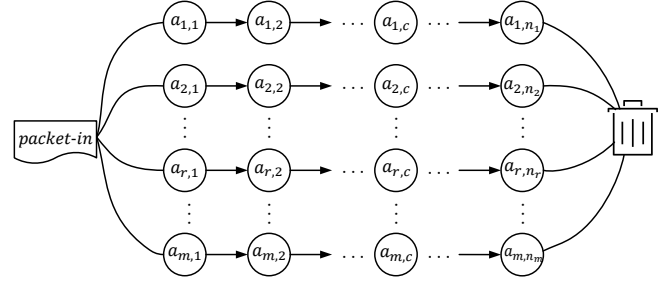 a_{1,1} a_{1,2} ... a_{1,c} ... a_{1,n_1}
a_{2,1} a_{2,2} ... a_{2,c} ... a_{2,n_2}
packet-in
a_{r,1} a_{r,2} ... a_{r,c} ... a_{r,n_r}
a_{m,1} a_{m,2} ... a_{m,c} ... a_{m,n_m}